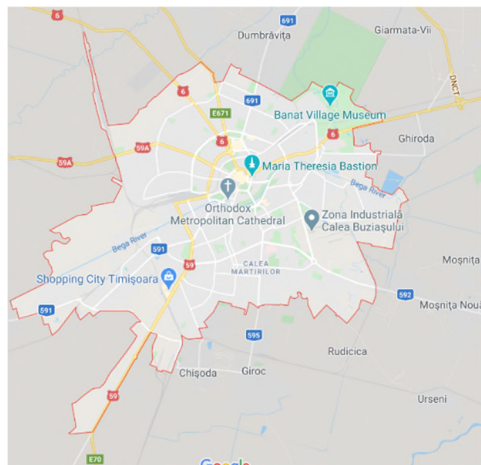 691
Dumbrăvița
Giarmata-Vii
6
DNCT
6
E671
691
Banat Village Museum
6
6
Ghiroda
59A
59A
Maria Theresia Bastion
Bega River
Orthodox
Metropolitan Cathedral
Zona Industrială
Calea Buziașului
Bega River
591
CALEA
MARTIRILOR
59
Moșnița
Shopping City Timișoara
592
591
Moșnița Nouă
595
Rudicica
Chișoda
Giroc
59
Urseni
E70
Google